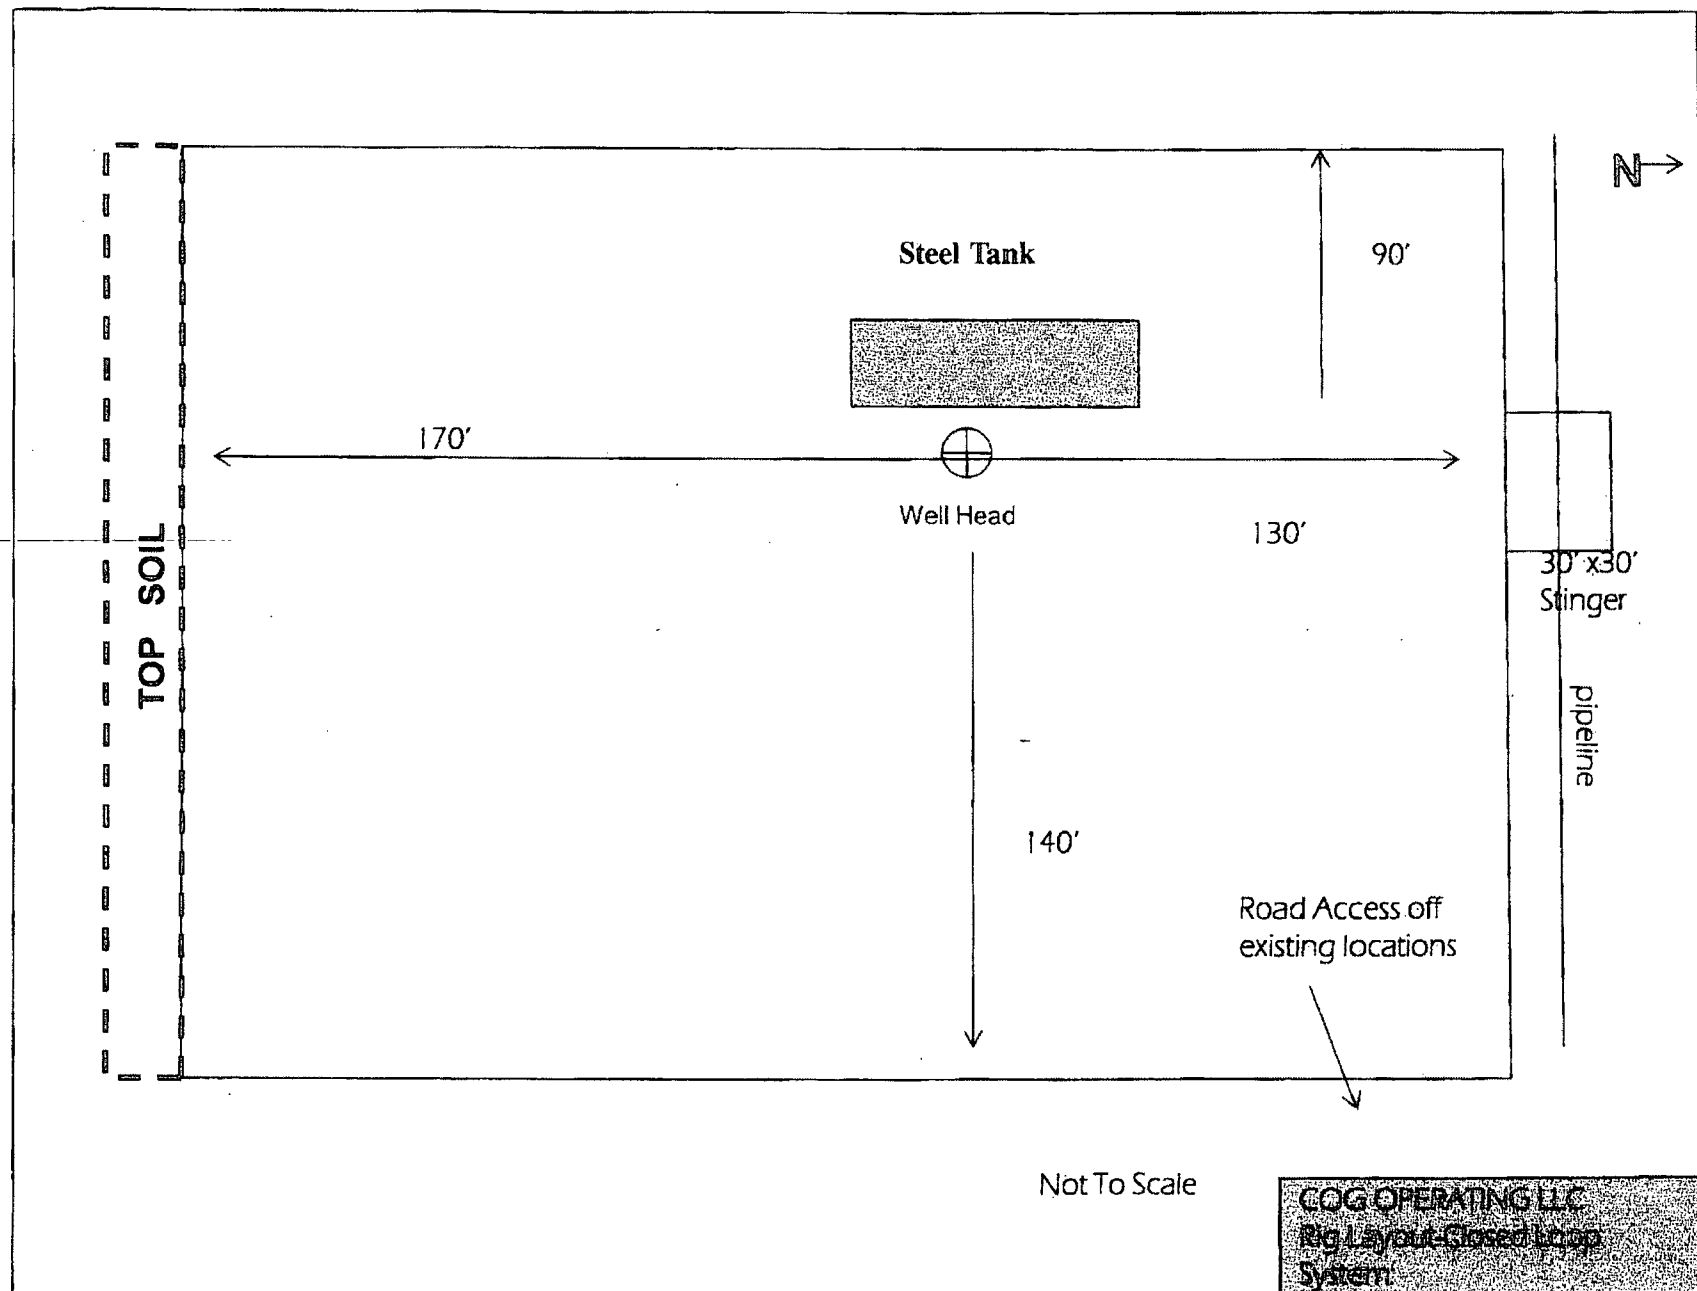 N
Steel Tank
90'
170'
Well Head
130'
30' x30'
Stinger
TOP SOIL
pipeline
140'
Road Access off
existing locations
Not To Scale
COG OPERATING LLC
Rig Layout-Closed Loop
System